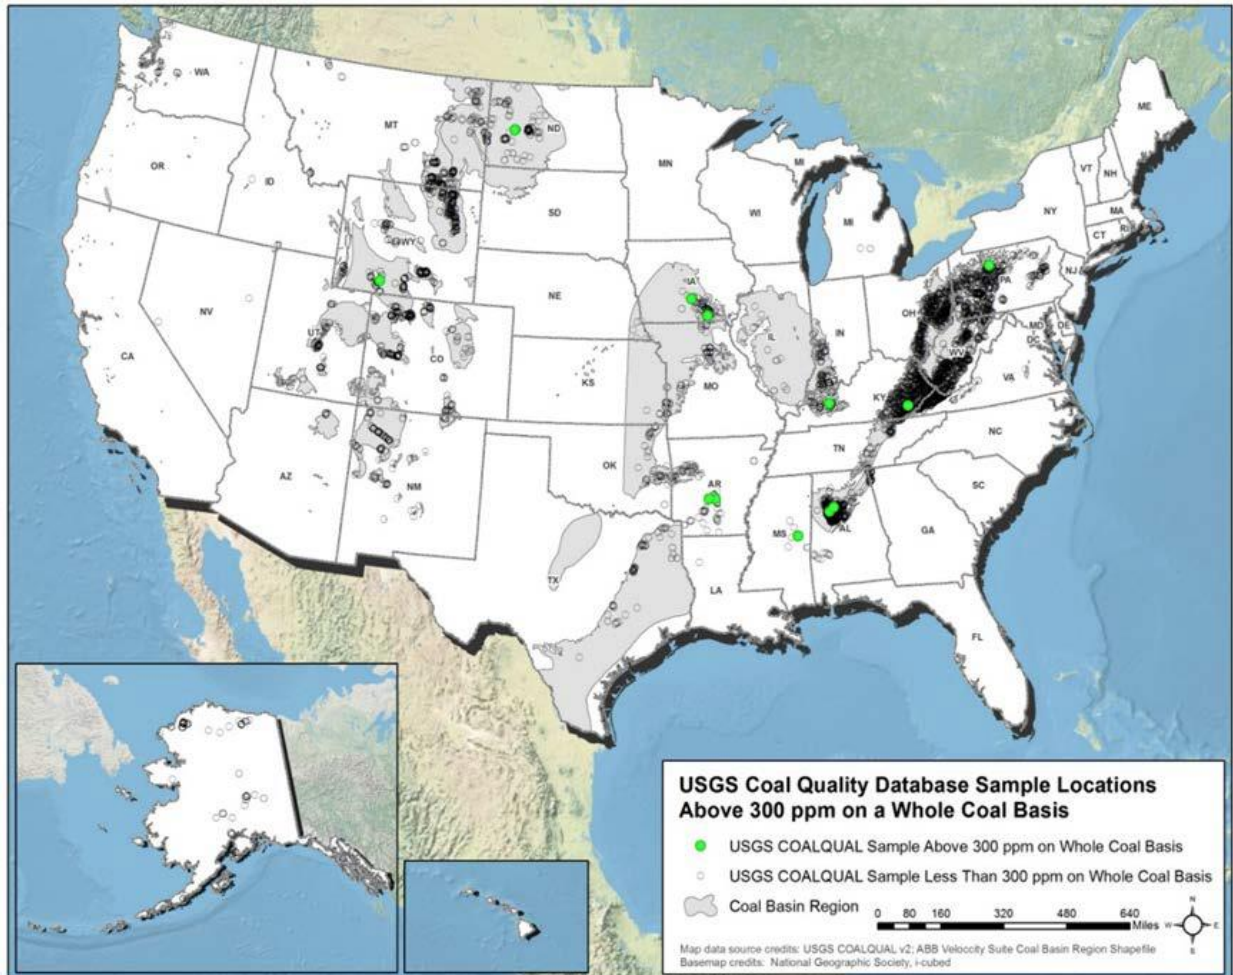 WA
MT
ND
MN
ME
OR
ID
SD
WI
MI
MI
VT
NH
NY
MA
CT
RI
WY
NE
IA
PA
NJ
NV
UT
CO
IL
IN
OH
MD
DE
DC
WV
CA
KS
MO
KY
VA
AZ
NM
OK
AR
TN
NC
SC
MS
AL
GA
TX
LA
FL
USGS Coal Quality Database Sample Locations
Above 300 ppm on a Whole Coal Basis
USGS COALQUAL Sample Above 300 ppm on Whole Coal Basis
USGS COALQUAL Sample Less Than 300 ppm on Whole Coal Basis
Coal Basin Region
0 80 160 320 480 640
Miles
N
W E
S
Map data source credits: USGS COALQUAL v2; ABB Veloccity Suite Coal Basin Region Shapefile
Basemap credits: National Geographic Society, i-cubed